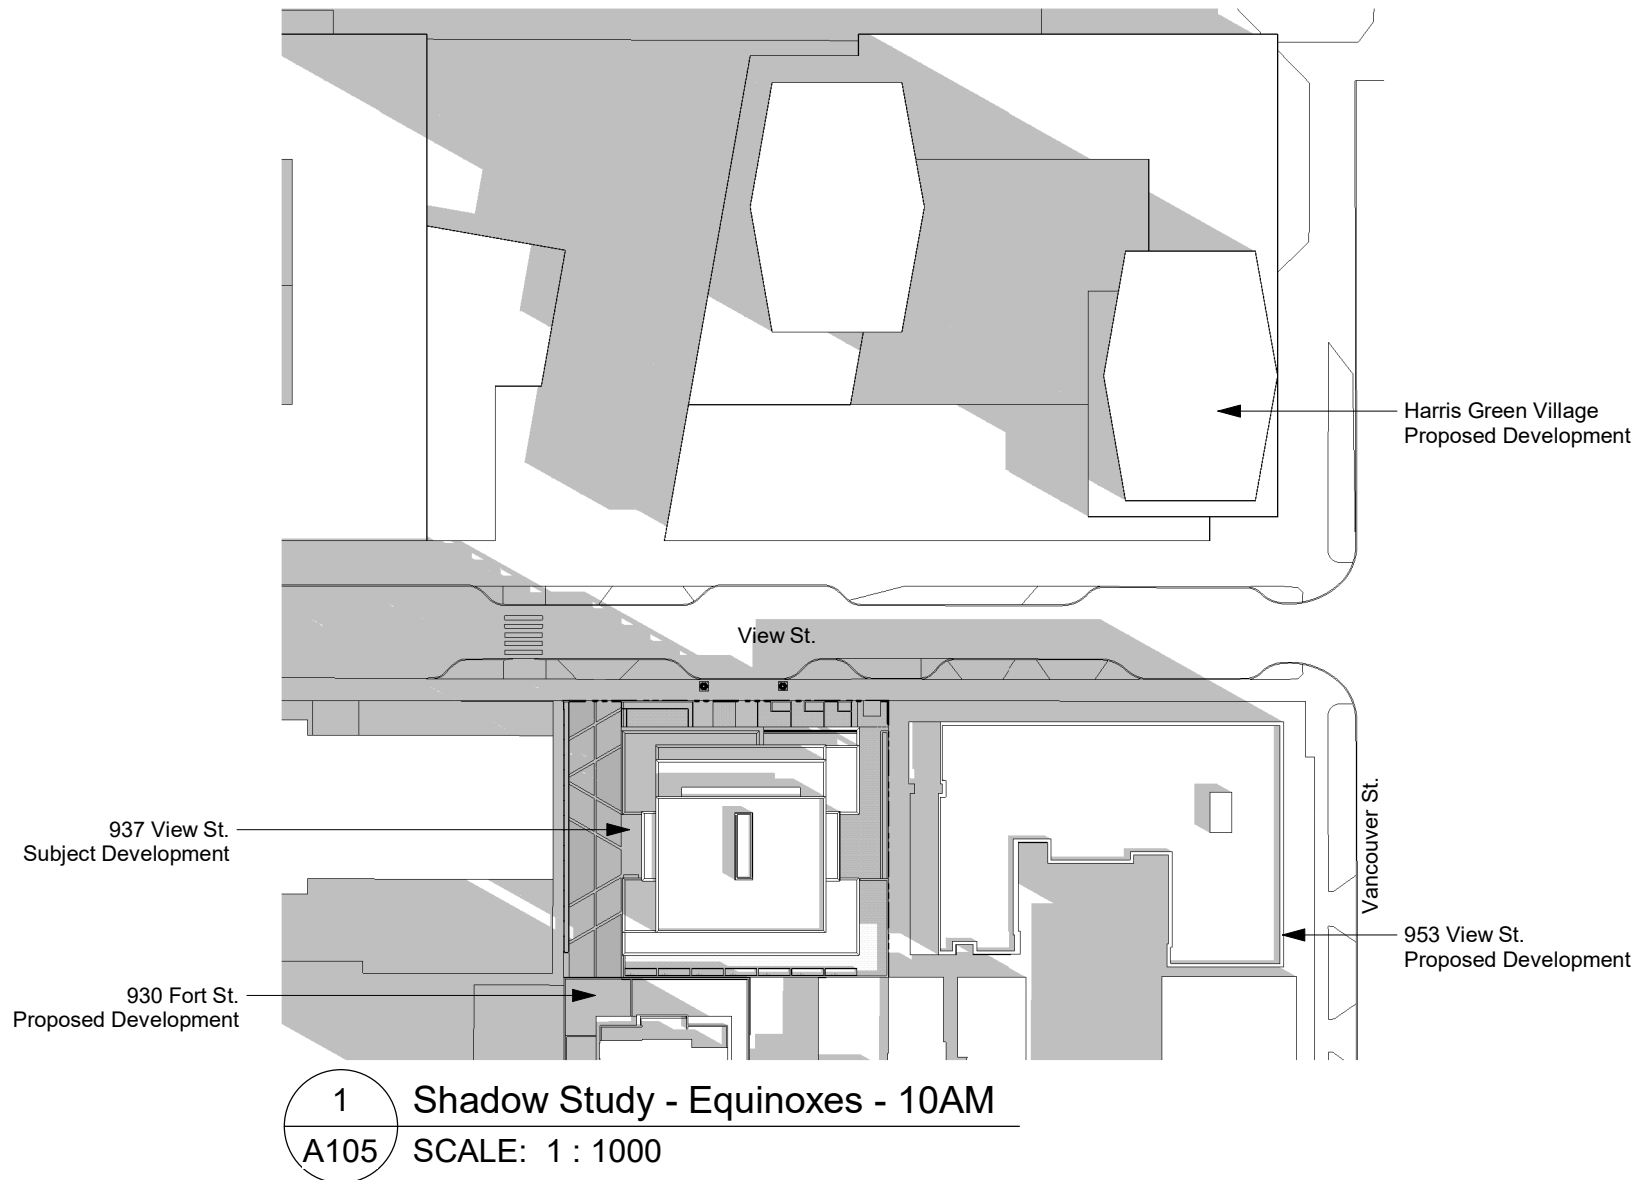 Harris Green Village
Proposed Development
View St.
937 View St.
Subject Development
Vancouver St.
953 View St.
Proposed Development
930 Fort St.
Proposed Development
1
A105
Shadow Study - Equinoxes - 10AM
SCALE: 1 : 1000